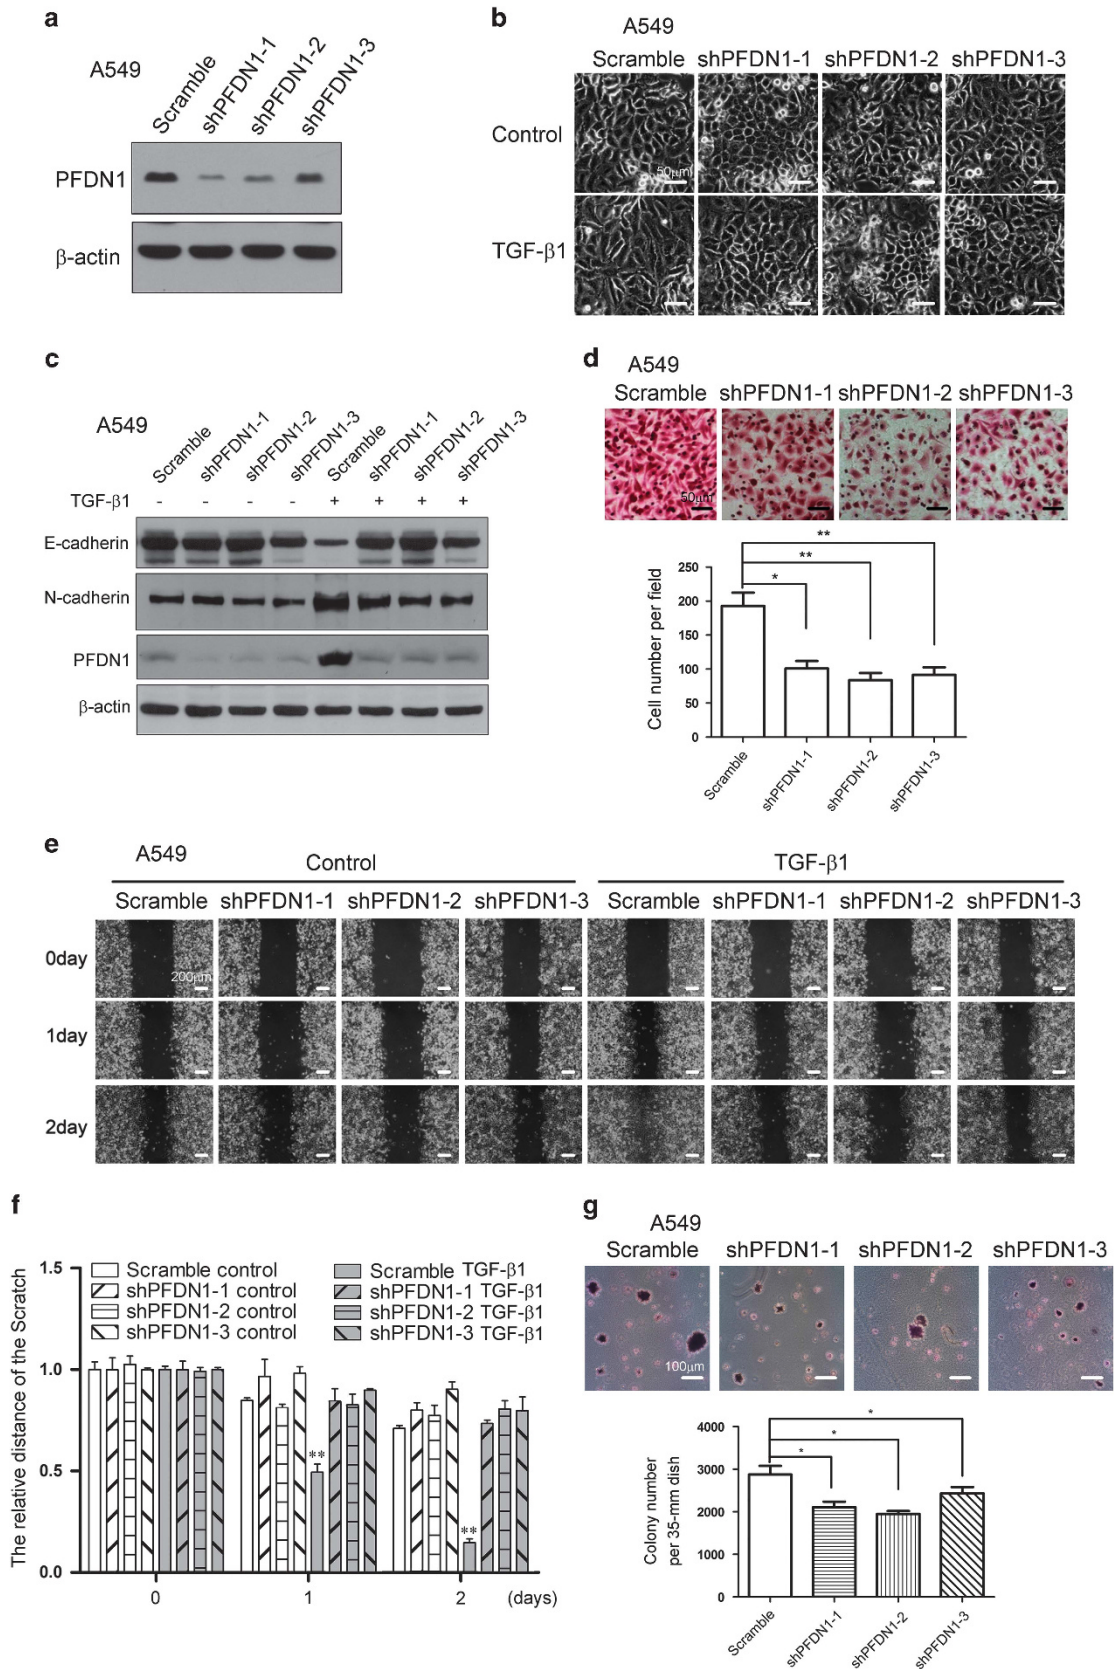 a
A549
Scramble
shPFDN1-1
shPFDN1-2
shPFDN1-3
PFDN1
β-actin
b
A549
Scramble shPFDN1-1 shPFDN1-2 shPFDN1-3
Control
50μm
TGF-β1
c
A549
Scramble
shPFDN1-1
shPFDN1-2
shPFDN1-3
Scramble
shPFDN1-1
shPFDN1-2
shPFDN1-3
TGF-β1 - - - - + + + +
E-cadherin
N-cadherin
PFDN1
β-actin
d
A549
Scramble shPFDN1-1 shPFDN1-2 shPFDN1-3
50μm
**
**
*
Cell number per field
250
200
150
100
50
0
Scramble
shPFDN1-1
shPFDN1-2
shPFDN1-3
e
A549
Control TGF-β1
Scramble shPFDN1-1 shPFDN1-2 shPFDN1-3 Scramble shPFDN1-1 shPFDN1-2 shPFDN1-3
0day
200μm
1day
2day
f
The relative distance of the Scratch
1.5
1.0
0.5
0.0
Scramble control
shPFDN1-1 control
shPFDN1-2 control
shPFDN1-3 control
Scramble TGF-β1
shPFDN1-1 TGF-β1
shPFDN1-2 TGF-β1
shPFDN1-3 TGF-β1
**
**
0 1 2 (days)
g
A549
Scramble shPFDN1-1 shPFDN1-2 shPFDN1-3
100μm
*
*
*
Colony number
per 35-mm dish
4000
3000
2000
1000
0
Scramble
shPFDN1-1
shPFDN1-2
shPFDN1-3